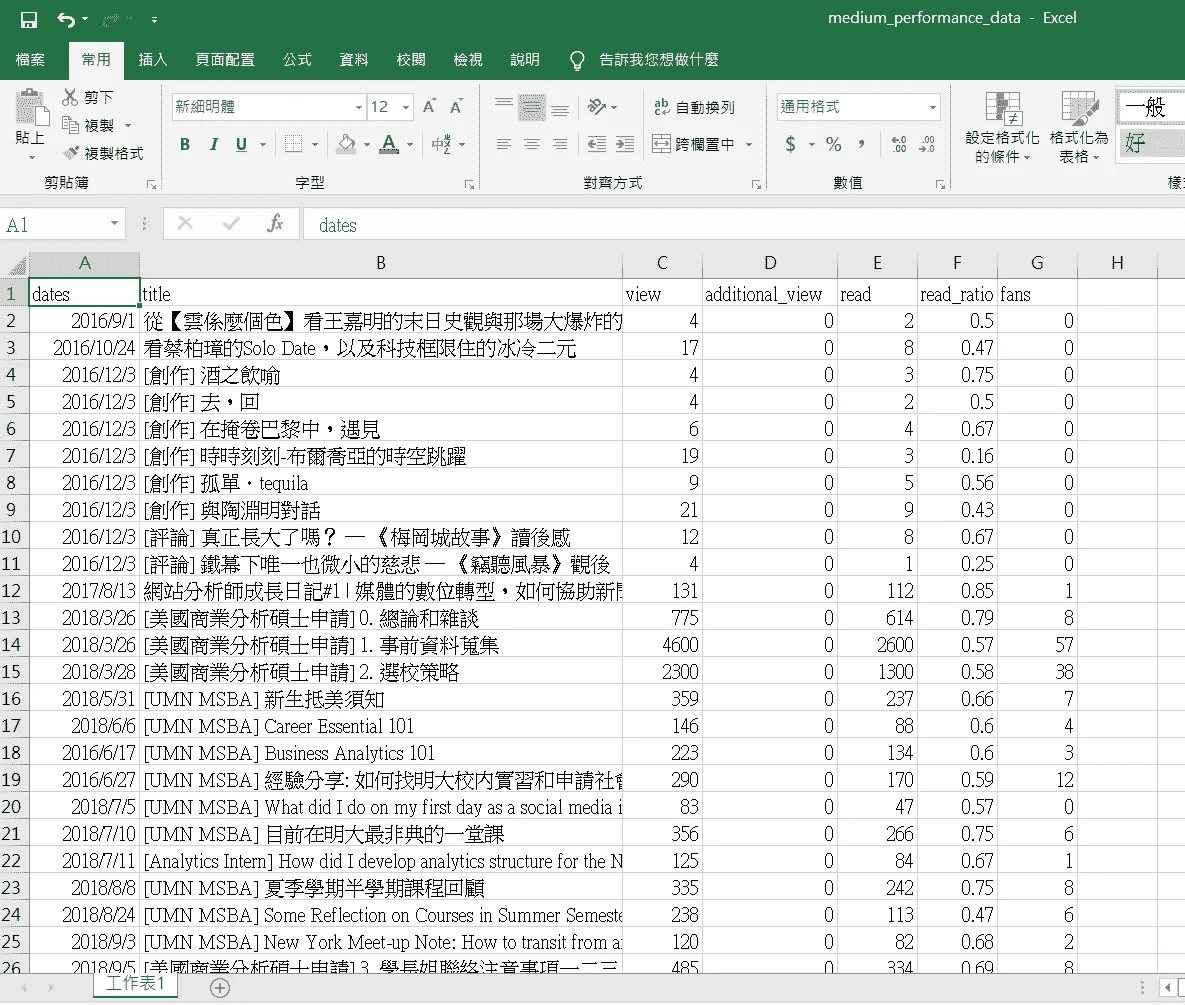 medium_performance_data - Excel
檔案 常用 插入 頁面配置 公式 資料 校閱 檢視 說明 告訴我您想做什麼
貼上 剪下 複製 複製格式 剪貼簿
新細明體 12 B I U 字型
自動換列 跨欄置中 對齊方式
通用格式 $ % 數值
設定格式化的條件 格式化為表格 一般 好
A1 fx dates
A B C D E F G H
1 dates title view additional_view read read_ratio fans
2 2016/9/1 從【雲係麼個色】看王嘉明的末日史觀與那場大爆炸的 4 0 2 0.5 0
3 2016/10/24 看蔡柏璋的Solo Date，以及科技框限住的冰冷二元 17 0 8 0.47 0
4 2016/12/3 [創作] 酒之飲喻 4 0 3 0.75 0
5 2016/12/3 [創作] 去，回 4 0 2 0.5 0
6 2016/12/3 [創作] 在掩卷巴黎中，遇見 6 0 4 0.67 0
7 2016/12/3 [創作] 時時刻刻-布爾喬亞的時空跳躍 19 0 3 0.16 0
8 2016/12/3 [創作] 孤單・tequila 9 0 5 0.56 0
9 2016/12/3 [創作] 與陶淵明對話 21 0 9 0.43 0
10 2016/12/3 [評論] 真正長大了嗎？ — 《梅岡城故事》讀後感 12 0 8 0.67 0
11 2016/12/3 [評論] 鐵幕下唯一也微小的慈悲 — 《竊聽風暴》觀後 4 0 1 0.25 0
12 2017/8/13 網站分析師成長日記#1 | 媒體的數位轉型，如何協助新聞 131 0 112 0.85 1
13 2018/3/26 [美國商業分析碩士申請] 0. 總論和雜談 775 0 614 0.79 8
14 2018/3/26 [美國商業分析碩士申請] 1. 事前資料蒐集 4600 0 2600 0.57 57
15 2018/3/28 [美國商業分析碩士申請] 2. 選校策略 2300 0 1300 0.58 38
16 2018/5/31 [UMN MSBA] 新生抵美須知 359 0 237 0.66 7
17 2018/6/6 [UMN MSBA] Career Essential 101 146 0 88 0.6 4
18 2016/6/17 [UMN MSBA] Business Analytics 101 223 0 134 0.6 3
19 2016/6/27 [UMN MSBA] 經驗分享: 如何找明大校內實習和申請社會 290 0 170 0.59 12
20 2018/7/5 [UMN MSBA] What did I do on my first day as a social media i 83 0 47 0.57 0
21 2018/7/10 [UMN MSBA] 目前在明大最非典的一堂課 356 0 266 0.75 6
22 2018/7/11 [Analytics Intern] How did I develop analytics structure for the N 125 0 84 0.67 1
23 2018/8/8 [UMN MSBA] 夏季學期半學期課程回顧 335 0 242 0.75 8
24 2018/8/24 [UMN MSBA] Some Reflection on Courses in Summer Semeste 238 0 113 0.47 6
25 2018/9/3 [UMN MSBA] New York Meet-up Note: How to transit from a 120 0 82 0.68 2
26 2018/9/5 [美國商業分析碩士申請] 3. 學長姐聯絡注意事項一二三 485 0 334 0.69 8
工作表1